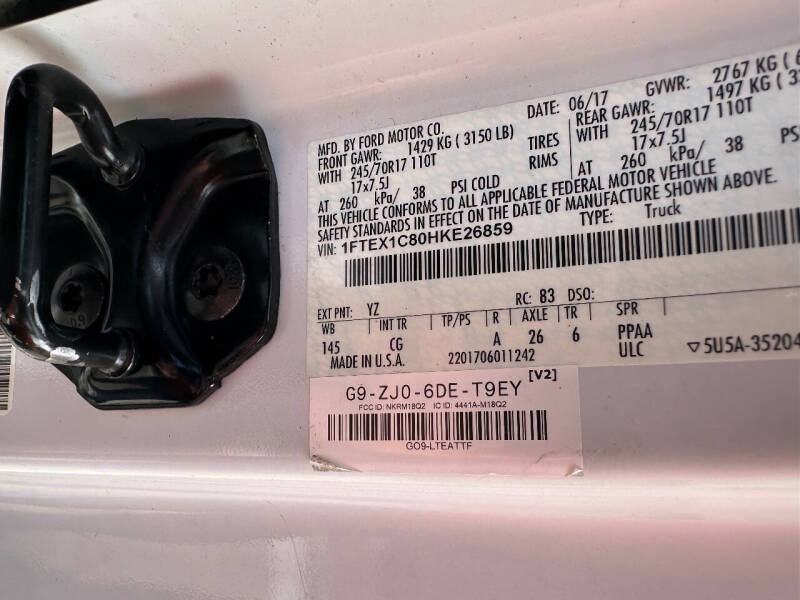 MFD. BY FORD MOTOR CO. DATE: 06/17 GVWR: 2767 KG (
FRONT GAWR: 1429 KG ( 3150 LB) REAR GAWR: 1497 KG (
WITH 245/70R17 110T TIRES WITH 245/70R17 110T
17x7.5J RIMS 17x7.5J
AT 260 kPa/ 38 PSI COLD AT 260 kPa/ 38
THIS VEHICLE CONFORMS TO ALL APPLICABLE FEDERAL MOTOR VEHICLE
SAFETY STANDARDS IN EFFECT ON THE DATE OF MANUFACTURE SHOWN ABOVE.
VIN: 1FTEX1C80HKE26859 TYPE: Truck
EXT PNT: YZ RC: 83 DSO:
WB INT TR TP/PS R AXLE TR SPR
145 CG A 26 6 PPAA
MADE IN U.S.A. 2201706011242 ULC ▽5U5A-35204
G9-ZJ0-6DE-T9EY [V2]
FCC ID: NKRM18Q2 IC ID: 4441A-M18Q2
GO9-LTEATTF